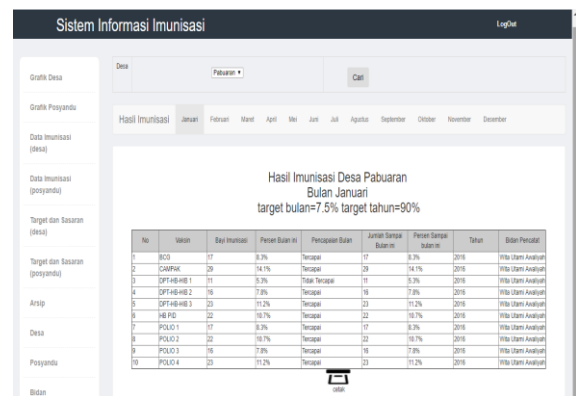 Sistem Informasi Imunisasi
LogOut
Grafik Desa
Grafik Posyandu
Data Imunisasi
(desa)
Data Imunisasi
(posyandu)
Target dan Sasaran
(desa)
Target dan Sasaran
(posyandu)
Arsip
Desa
Posyandu
Bidan
Desa Pabuaran Cari
Hasil Imunisasi Januari Februari Maret April Mei Juni Juli Agustus September Oktober November Desember
Hasil Imunisasi Desa Pabuaran
Bulan Januari
target bulan=7.5% target tahun=90%
No Vaksin Bayi Imunisasi Persen Bulan ini Pencapaian Bulan Jumlah Sampai Bulan ini Persen Sampai bulan ini Tahun Bidan Pencatat
1 BCG 17 8.3% Tercapai 17 8.3% 2016 Wita Utami Awaliyah
2 CAMPAK 29 14.1% Tercapai 29 14.1% 2016 Wita Utami Awaliyah
3 DPT-HB-HIB 1 11 5.3% Tidak Tercapai 11 5.3% 2016 Wita Utami Awaliyah
4 DPT-HB-HIB 2 16 7.8% Tercapai 16 7.8% 2016 Wita Utami Awaliyah
5 DPT-HB-HIB 3 23 11.2% Tercapai 23 11.2% 2016 Wita Utami Awaliyah
6 HB PID 22 10.7% Tercapai 22 10.7% 2016 Wita Utami Awaliyah
7 POLIO 1 17 8.3% Tercapai 17 8.3% 2016 Wita Utami Awaliyah
8 POLIO 2 22 10.7% Tercapai 22 10.7% 2016 Wita Utami Awaliyah
9 POLIO 3 16 7.8% Tercapai 16 7.8% 2016 Wita Utami Awaliyah
10 POLIO 4 23 11.2% Tercapai 23 11.2% 2016 Wita Utami Awaliyah
cetak